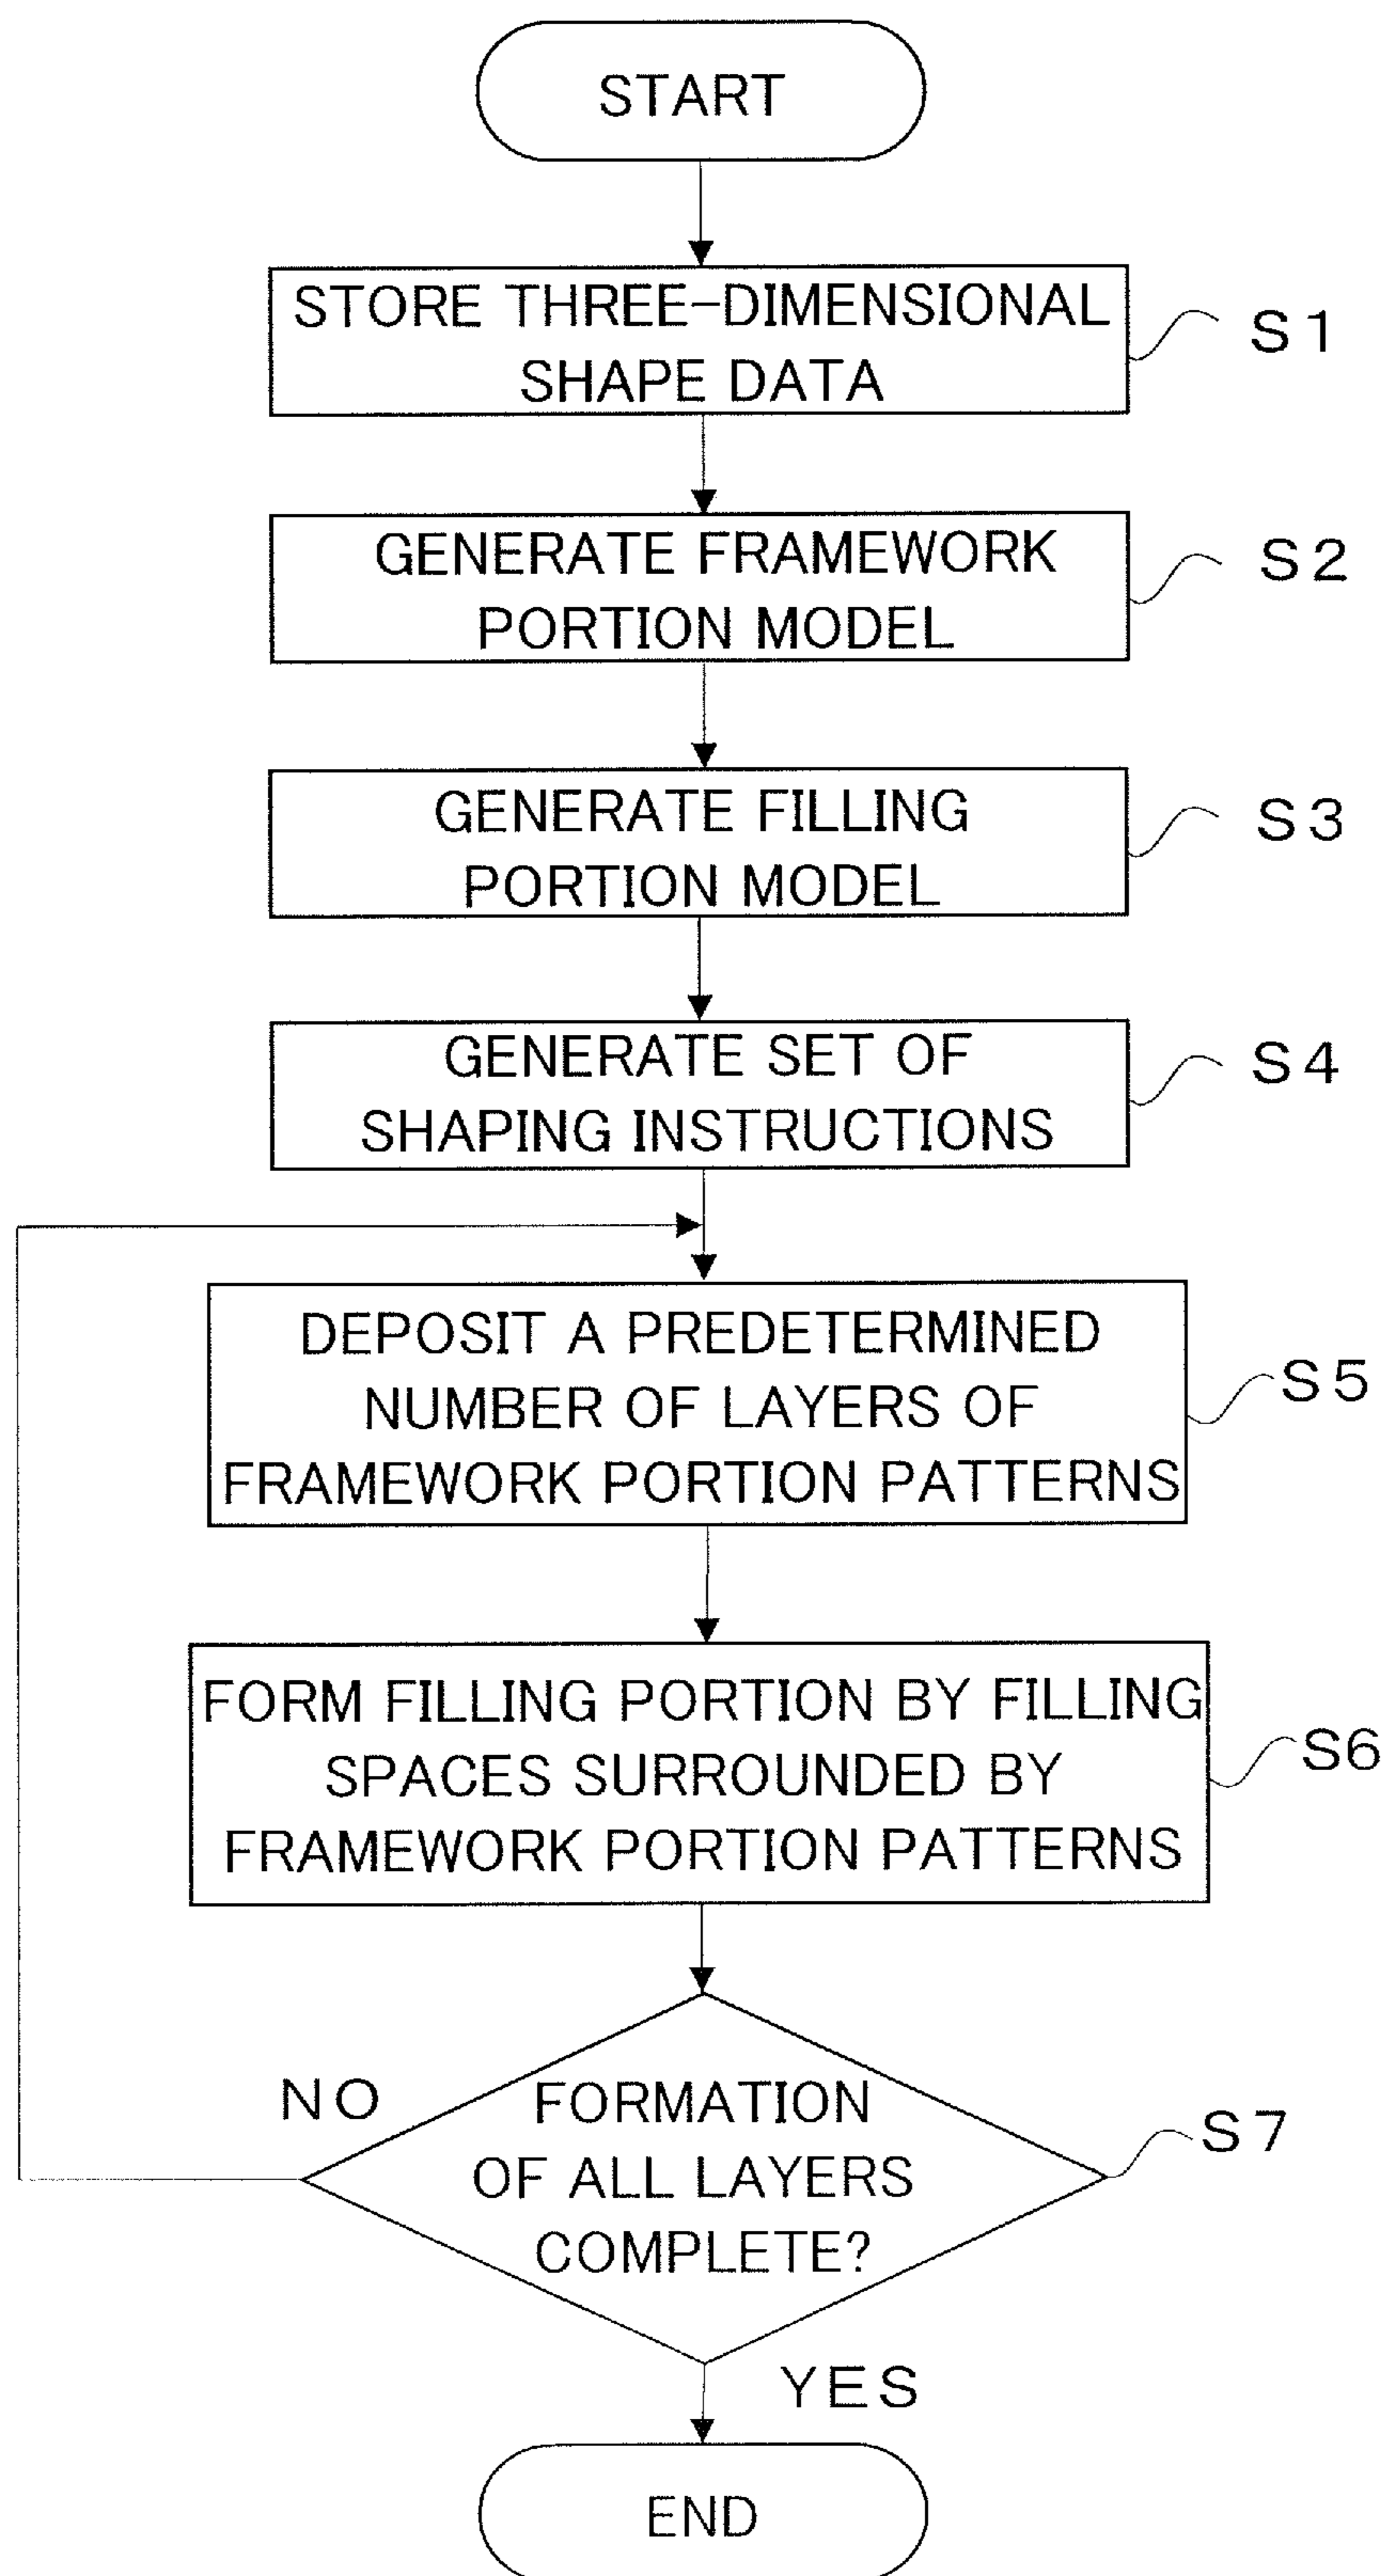 START
STORE THREE-DIMENSIONAL
SHAPE DATA
S1
GENERATE FRAMEWORK
PORTION MODEL
S2
GENERATE FILLING
PORTION MODEL
S3
GENERATE SET OF
SHAPING INSTRUCTIONS
S4
DEPOSIT A PREDETERMINED
NUMBER OF LAYERS OF
FRAMEWORK PORTION PATTERNS
S5
FORM FILLING PORTION BY FILLING
SPACES SURROUNDED BY
FRAMEWORK PORTION PATTERNS
S6
NO
FORMATION
OF ALL LAYERS
COMPLETE?
S7
YES
END